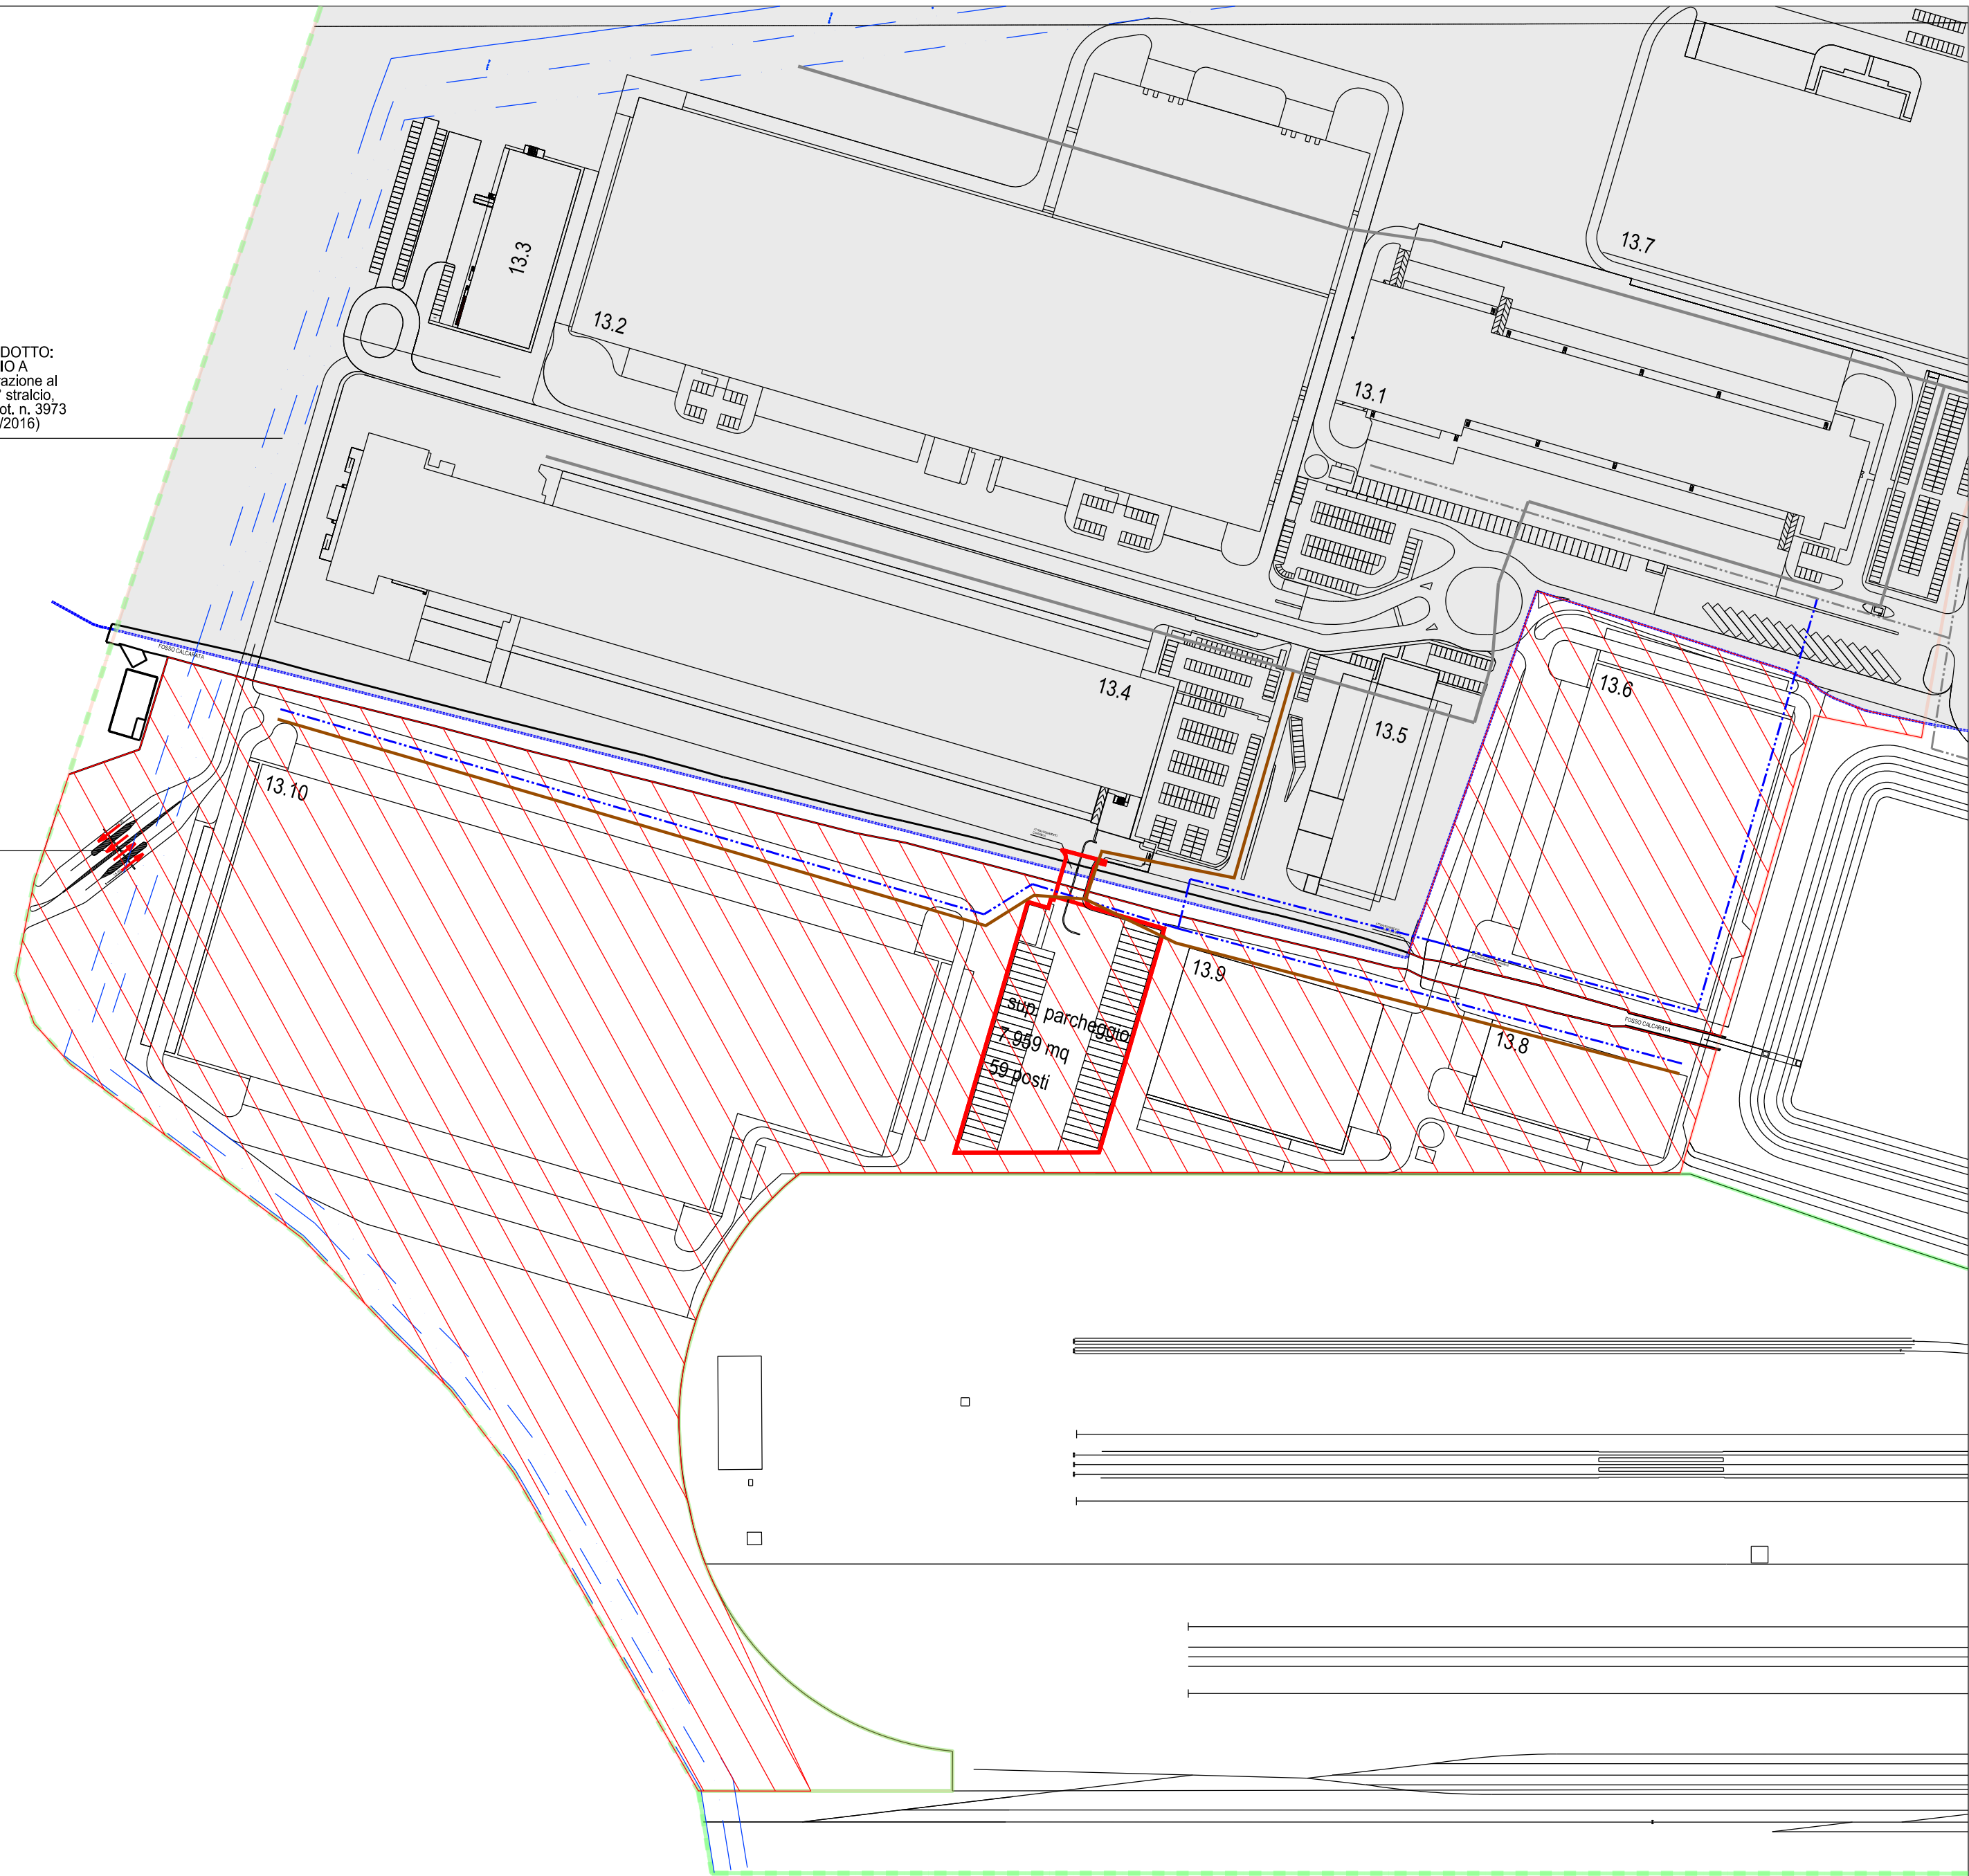 13.7
13.3
13.2
DOTTO:
IO A
razione al
° stralcio,
ot. n. 3973
/2016)
13.1
FOSSO CALCARATA
13.4
13.6
13.5
13.10
13.9
sup. parcheggio
7.959 mq
59 posti
FOSSO CALCARATA
13.8